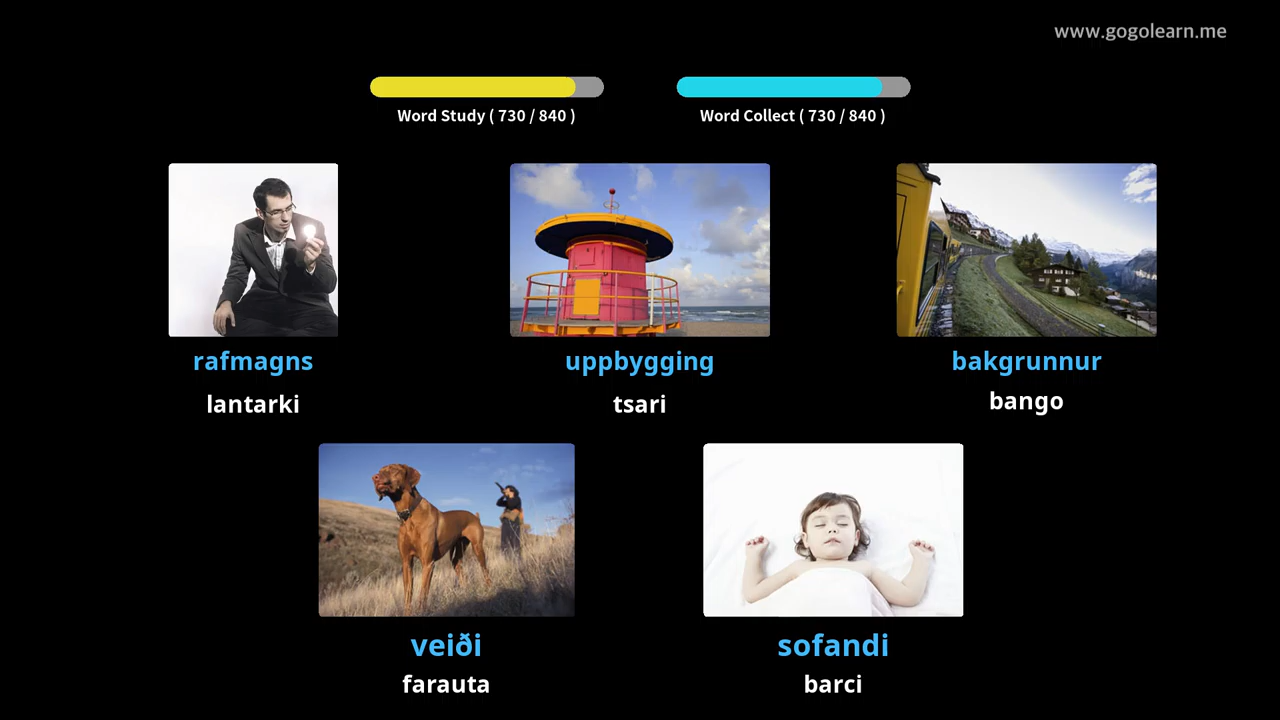 www.gogolearn.me
Word Study ( 730 / 840 )
Word Collect ( 730 / 840 )
rafmagns
lantarki
uppbygging
tsari
bakgrunnur
bango
veiði
farauta
sofandi
barci